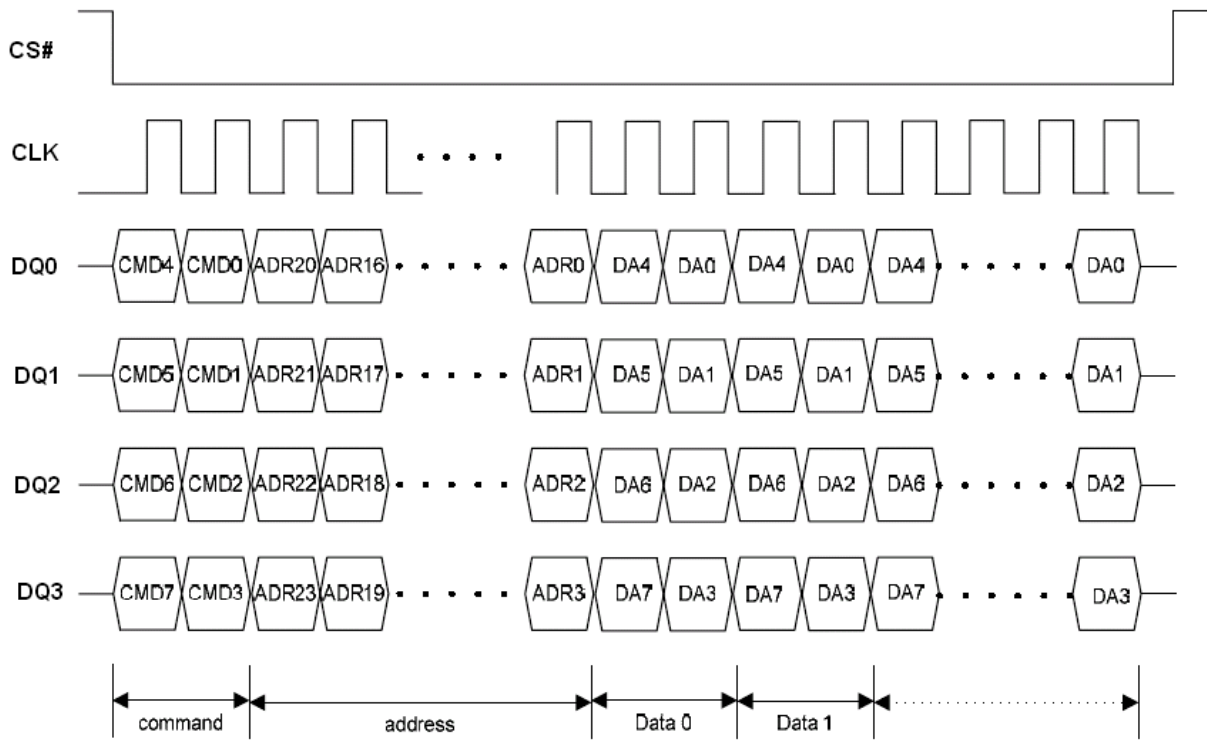 CS#
CLK
DQ0 CMD4 CMD0 ADR20 ADR16 ADR0 DA4 DA0 DA4 DA0 DA4 DA0
DQ1 CMD5 CMD1 ADR21 ADR17 ADR1 DA5 DA1 DA5 DA1 DA5 DA1
DQ2 CMD6 CMD2 ADR22 ADR18 ADR2 DA6 DA2 DA6 DA2 DA6 DA2
DQ3 CMD7 CMD3 ADR23 ADR19 ADR3 DA7 DA3 DA7 DA3 DA7 DA3
command address Data 0 Data 1